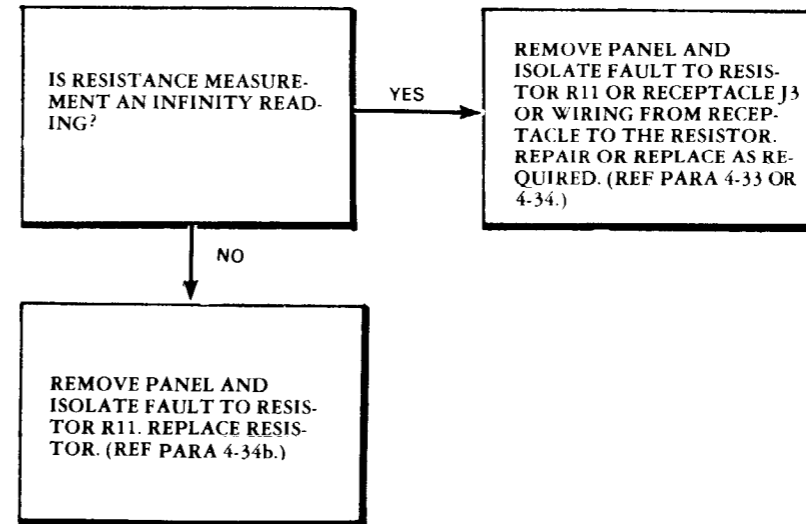 IS RESISTANCE MEASURE-
MENT AN INFINITY READ-
ING?
YES
REMOVE PANEL AND
ISOLATE FAULT TO RESIS-
TOR R11 OR RECEPTACLE J3
OR WIRING FROM RECEP-
TACLE TO THE RESISTOR.
REPAIR OR REPLACE AS RE-
QUIRED. (REF PARA 4-33 OR
4-34.)
NO
REMOVE PANEL AND
ISOLATE FAULT TO RESIS-
TOR R11. REPLACE RESIS-
TOR. (REF PARA 4-34b.)